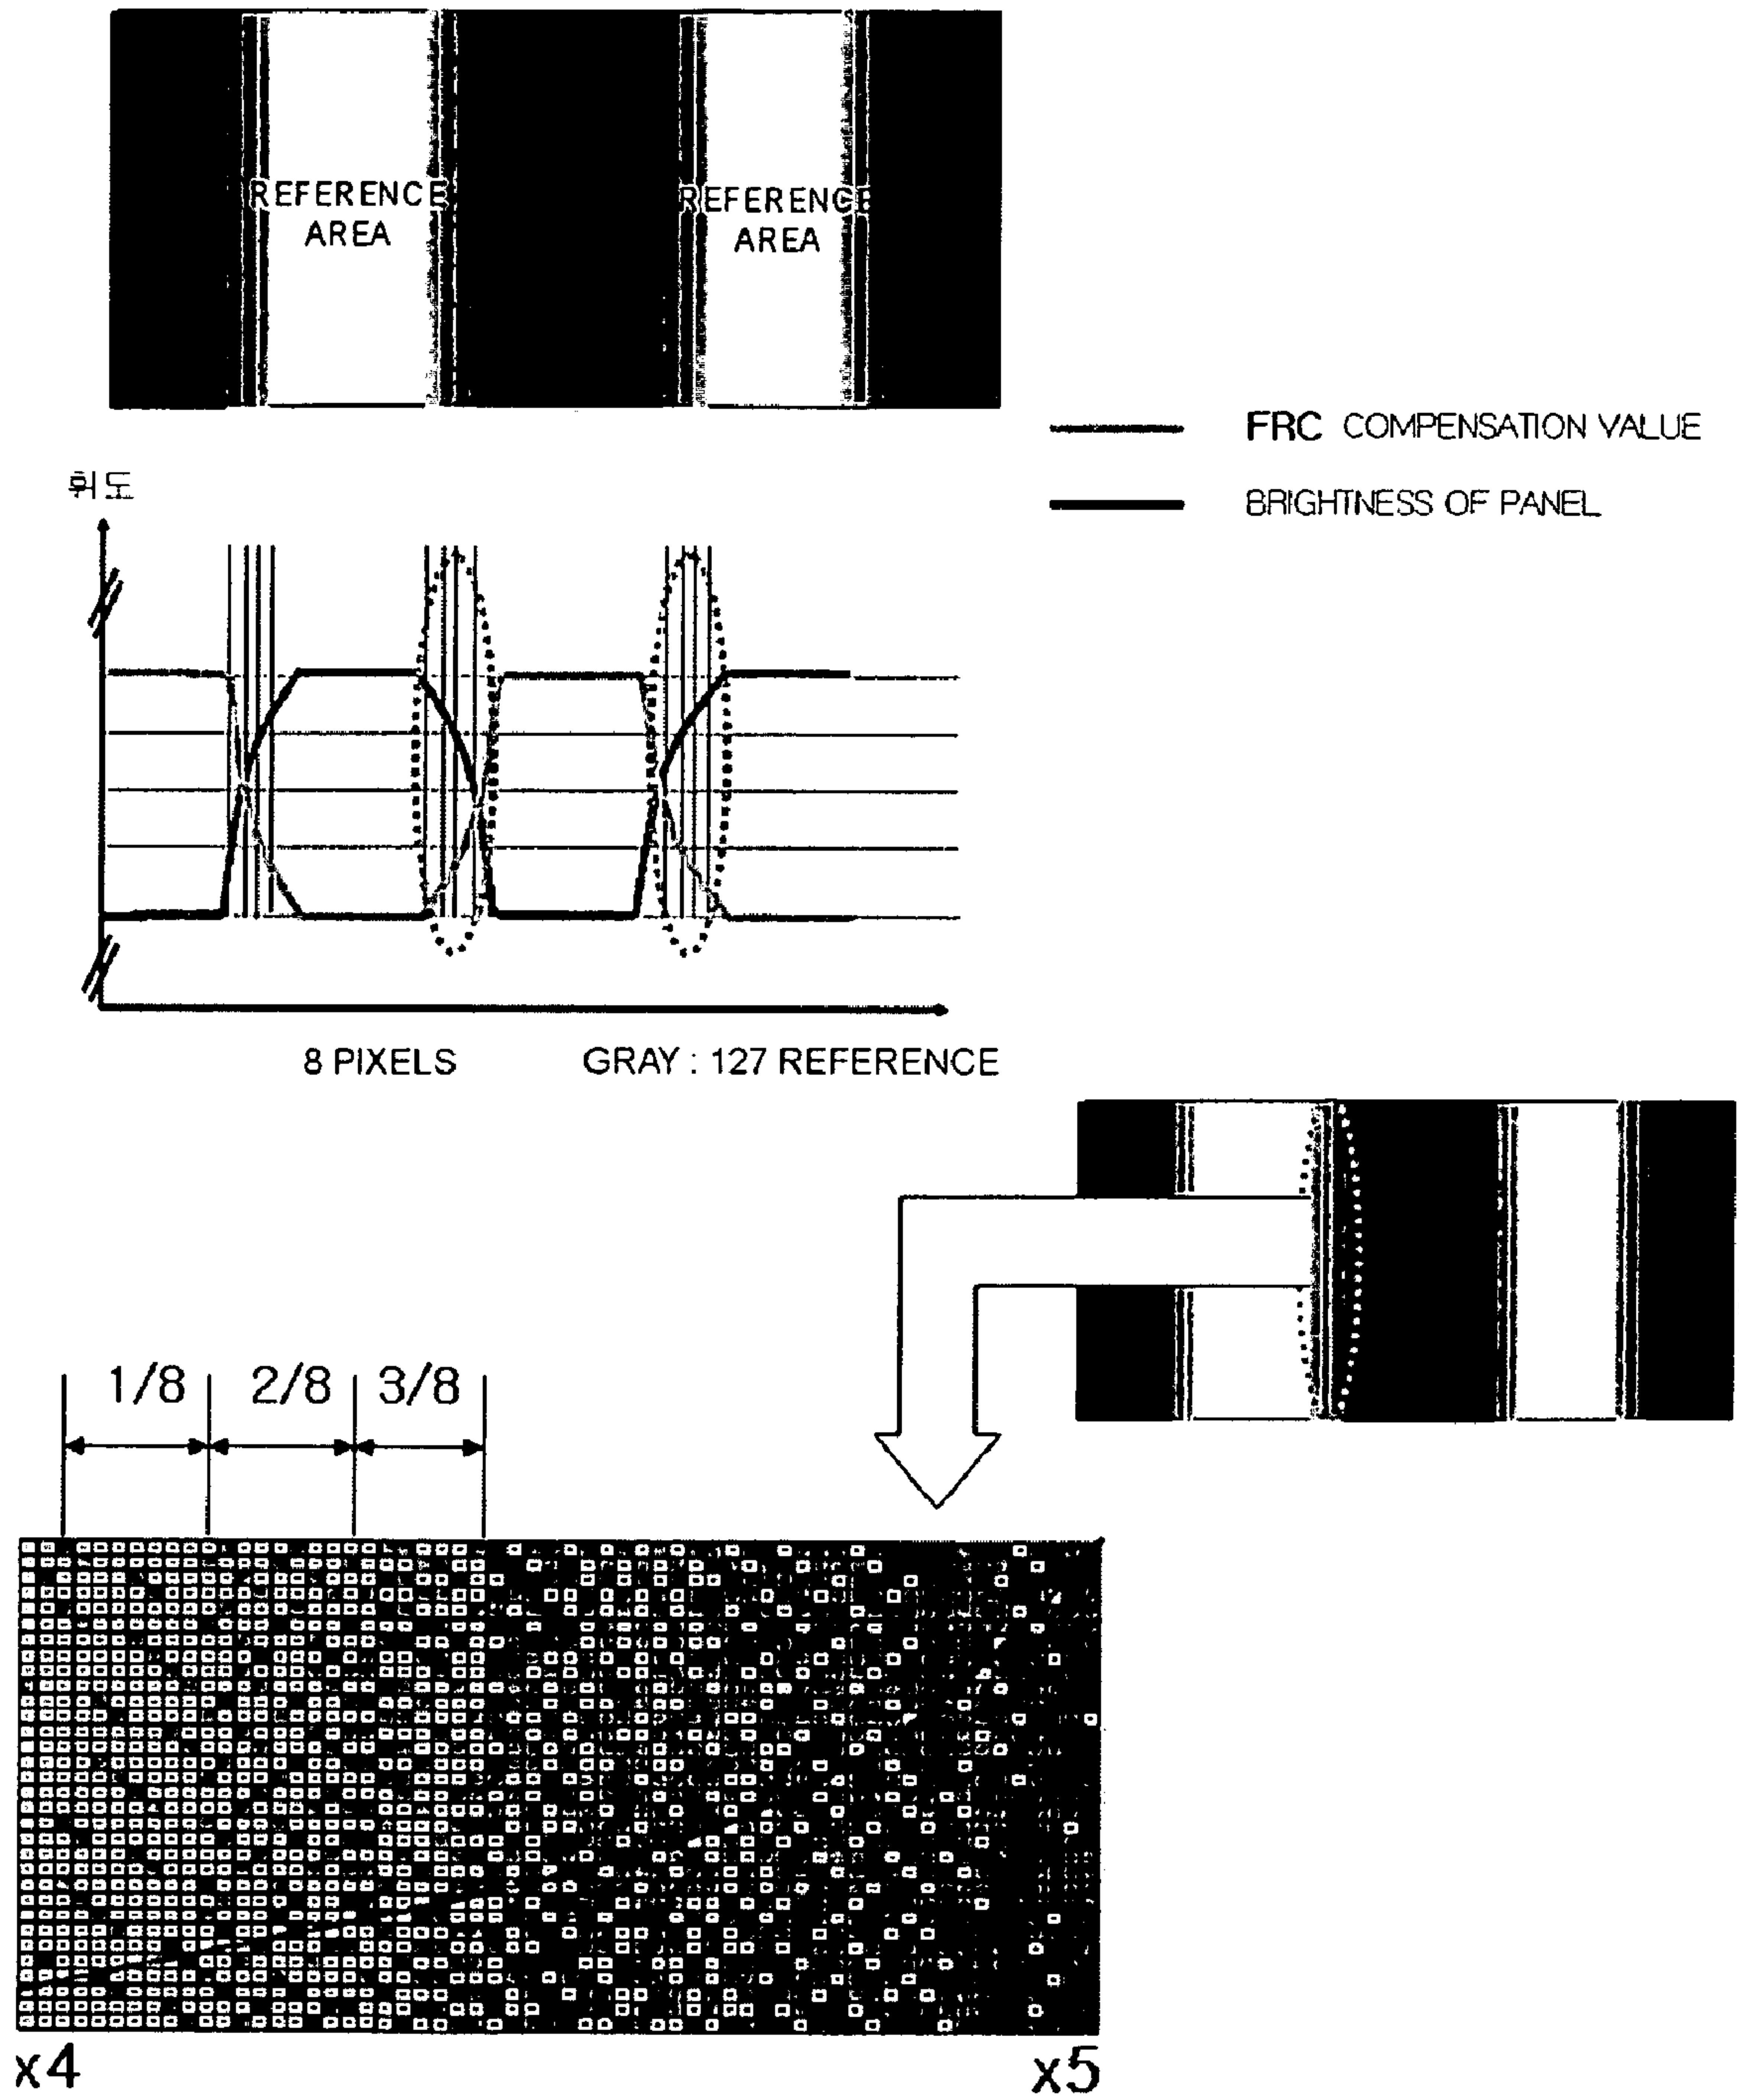 REFERENCE
AREA
REFERENCE
AREA
FRC COMPENSATION VALUE
BRIGHTNESS OF PANEL
휘도
8 PIXELS
GRAY : 127 REFERENCE
1/8
2/8
3/8
x4
x5